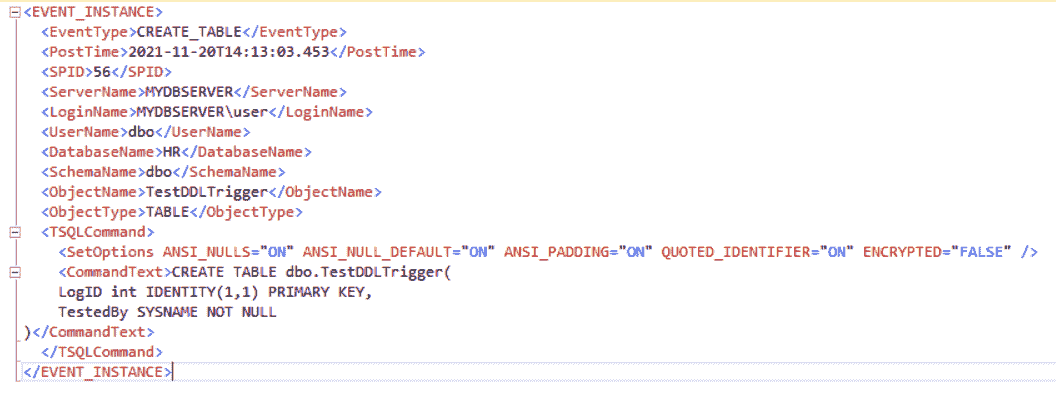 <EVENT_INSTANCE>
<EventType>CREATE_TABLE</EventType>
<PostTime>2021-11-20T14:13:03.453</PostTime>
<SPID>56</SPID>
<ServerName>MYDBSERVER</ServerName>
<LoginName>MYDBSERVER\user</LoginName>
<UserName>dbo</UserName>
<DatabaseName>HR</DatabaseName>
<SchemaName>dbo</SchemaName>
<ObjectName>TestDDLTrigger</ObjectName>
<ObjectType>TABLE</ObjectType>
<TSQLCommand>
<SetOptions ANSI_NULLS="ON" ANSI_NULL_DEFAULT="ON" ANSI_PADDING="ON" QUOTED_IDENTIFIER="ON" ENCRYPTED="FALSE" />
<CommandText>CREATE TABLE dbo.TestDDLTrigger(
LogID int IDENTITY(1,1) PRIMARY KEY,
TestedBy SYSNAME NOT NULL
)</CommandText>
</TSQLCommand>
</EVENT_INSTANCE>